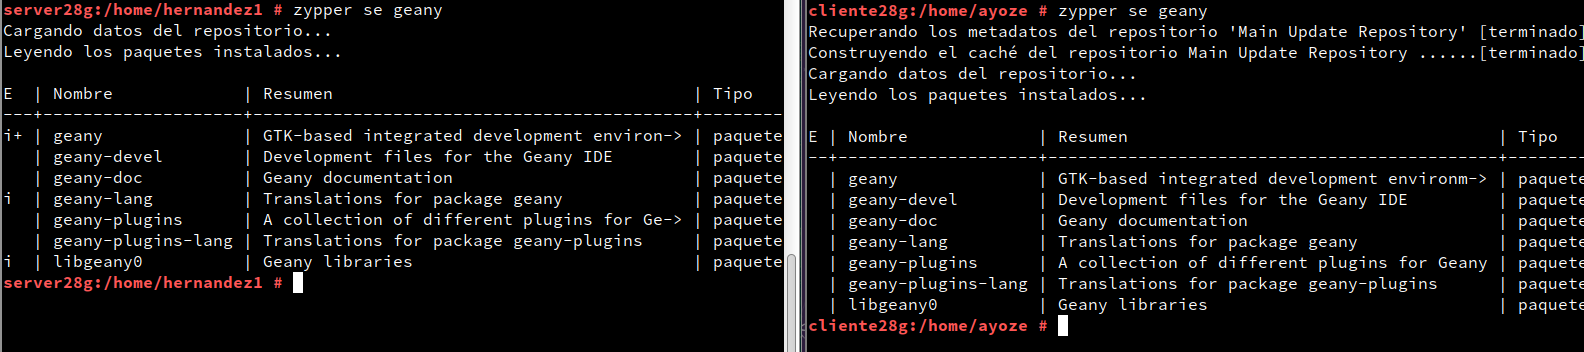 server28g:/home/hernandez1 # zypper se geany
Cargando datos del repositorio...
Leyendo los paquetes instalados...
E  | Nombre             | Resumen                                  | Tipo
---+--------------------+------------------------------------------+--------
i+ | geany              | GTK-based integrated development environ-> | paquete
   | geany-devel        | Development files for the Geany IDE      | paquete
   | geany-doc          | Geany documentation                      | paquete
i  | geany-lang         | Translations for package geany           | paquete
   | geany-plugins      | A collection of different plugins for Ge-> | paquete
   | geany-plugins-lang | Translations for package geany-plugins   | paquete
i  | libgeany0          | Geany libraries                          | paquete
server28g:/home/hernandez1 #
cliente28g:/home/ayoze # zypper se geany
Recuperando los metadatos del repositorio 'Main Update Repository' [terminado]
Construyendo el caché del repositorio Main Update Repository ......[terminado]
Cargando datos del repositorio...
Leyendo los paquetes instalados...
E | Nombre             | Resumen                                    | Tipo
--+--------------------+--------------------------------------------+-------
  | geany              | GTK-based integrated development environm-> | paquete
  | geany-devel        | Development files for the Geany IDE        | paquete
  | geany-doc          | Geany documentation                        | paquete
  | geany-lang         | Translations for package geany             | paquete
  | geany-plugins      | A collection of different plugins for Geany | paquete
  | geany-plugins-lang | Translations for package geany-plugins     | paquete
  | libgeany0          | Geany libraries                            | paquete
cliente28g:/home/ayoze #